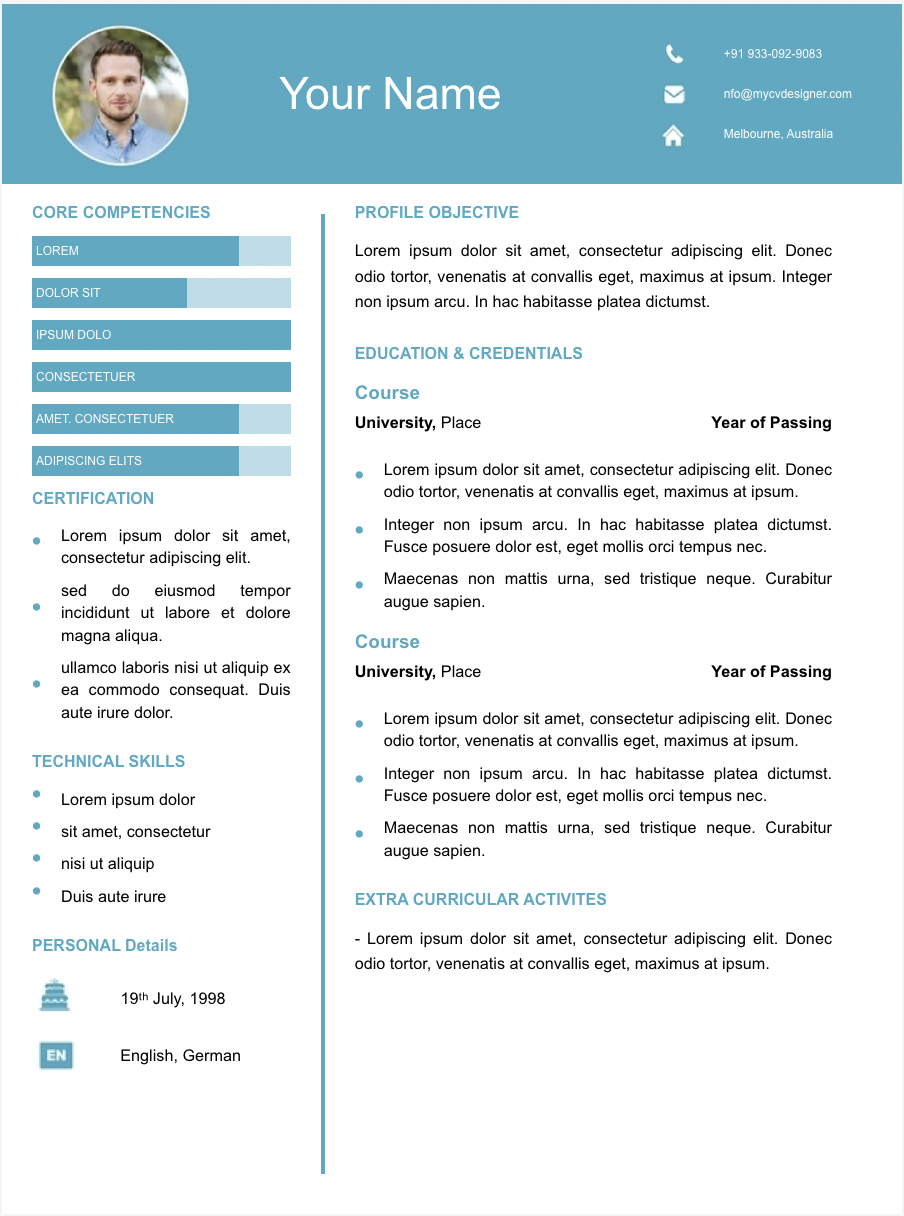 Your Name
+91 933-092-9083
nfo@mycvdesigner.com
Melbourne, Australia
CORE COMPETENCIES
LOREM
DOLOR SIT
IPSUM DOLO
CONSECTETUER
AMET. CONSECTETUER
ADIPISCING ELITS
CERTIFICATION
Lorem ipsum dolor sit amet,
consectetur adipiscing elit.
sed do eiusmod tempor
incididunt ut labore et dolore
magna aliqua.
ullamco laboris nisi ut aliquip ex
ea commodo consequat. Duis
aute irure dolor.
TECHNICAL SKILLS
Lorem ipsum dolor
sit amet, consectetur
nisi ut aliquip
Duis aute irure
PERSONAL Details
19th July, 1998
EN
English, German
PROFILE OBJECTIVE
Lorem ipsum dolor sit amet, consectetur adipiscing elit. Donec
odio tortor, venenatis at convallis eget, maximus at ipsum. Integer
non ipsum arcu. In hac habitasse platea dictumst.
EDUCATION & CREDENTIALS
Course
University, Place Year of Passing
Lorem ipsum dolor sit amet, consectetur adipiscing elit. Donec
odio tortor, venenatis at convallis eget, maximus at ipsum.
Integer non ipsum arcu. In hac habitasse platea dictumst.
Fusce posuere dolor est, eget mollis orci tempus nec.
Maecenas non mattis urna, sed tristique neque. Curabitur
augue sapien.
Course
University, Place Year of Passing
Lorem ipsum dolor sit amet, consectetur adipiscing elit. Donec
odio tortor, venenatis at convallis eget, maximus at ipsum.
Integer non ipsum arcu. In hac habitasse platea dictumst.
Fusce posuere dolor est, eget mollis orci tempus nec.
Maecenas non mattis urna, sed tristique neque. Curabitur
augue sapien.
EXTRA CURRICULAR ACTIVITES
- Lorem ipsum dolor sit amet, consectetur adipiscing elit. Donec
odio tortor, venenatis at convallis eget, maximus at ipsum.